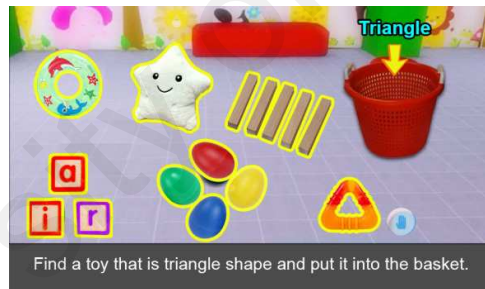 Triangle
a
i r
Find a toy that is triangle shape and put it into the basket.